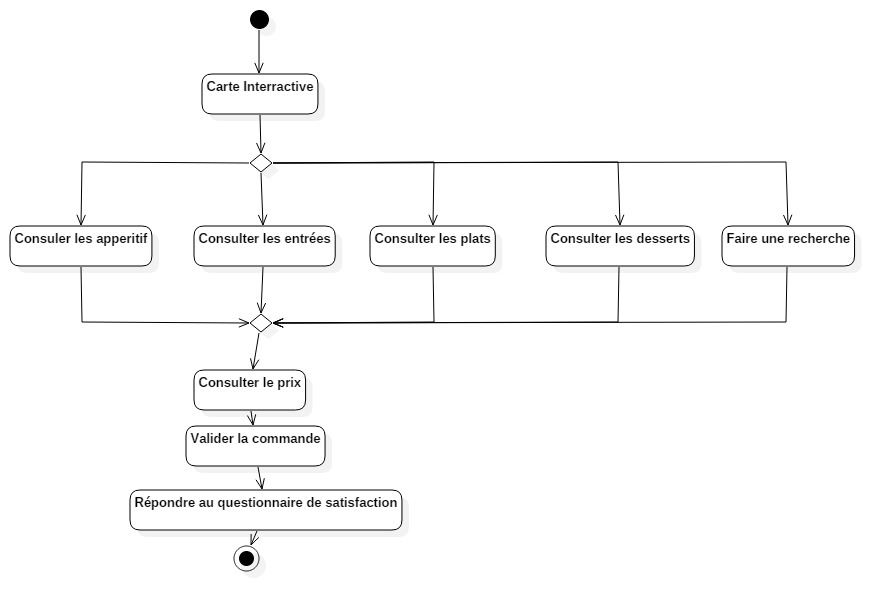 Carte Interractive
Consuler les apperitif
Consulter les entrées
Consulter les plats
Consulter les desserts
Faire une recherche
Consulter le prix
Valider la commande
Répondre au questionnaire de satisfaction